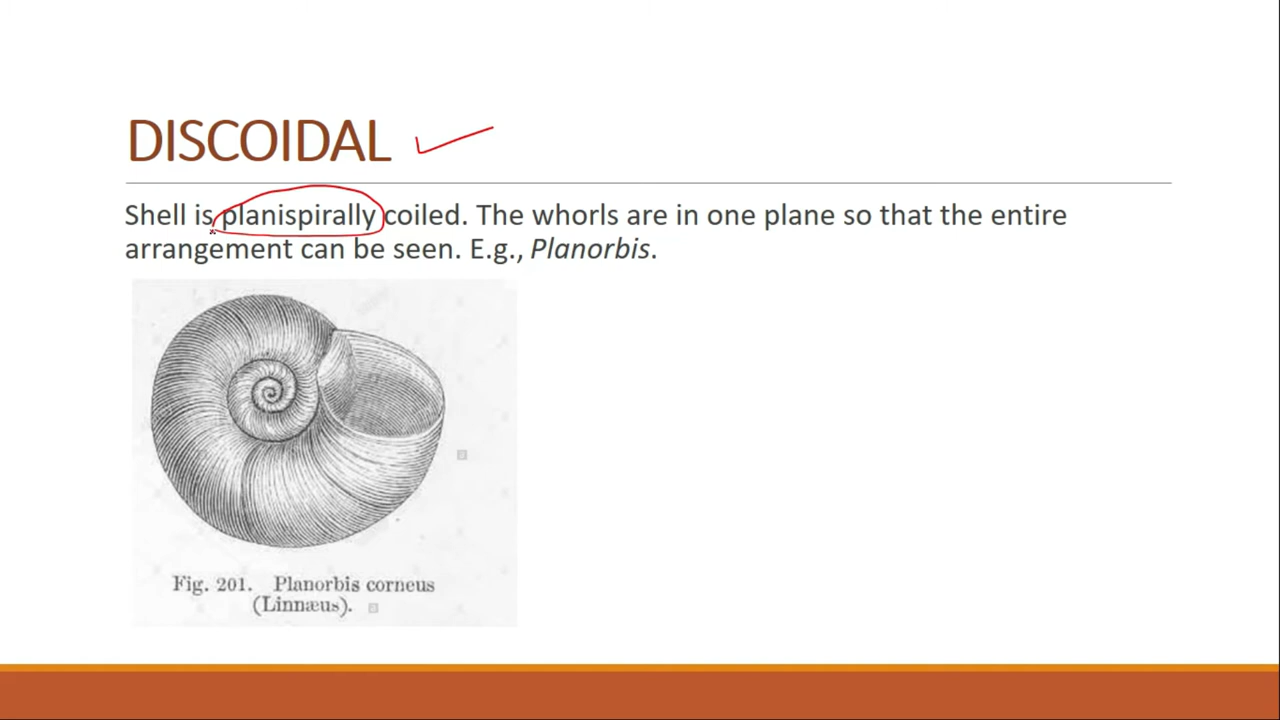 DISCOIDAL
Shell is planispirally coiled. The whorls are in one plane so that the entire
arrangement can be seen. E.g., Planorbis.
Fig. 201. Planorbis corneus
(Linnæus).